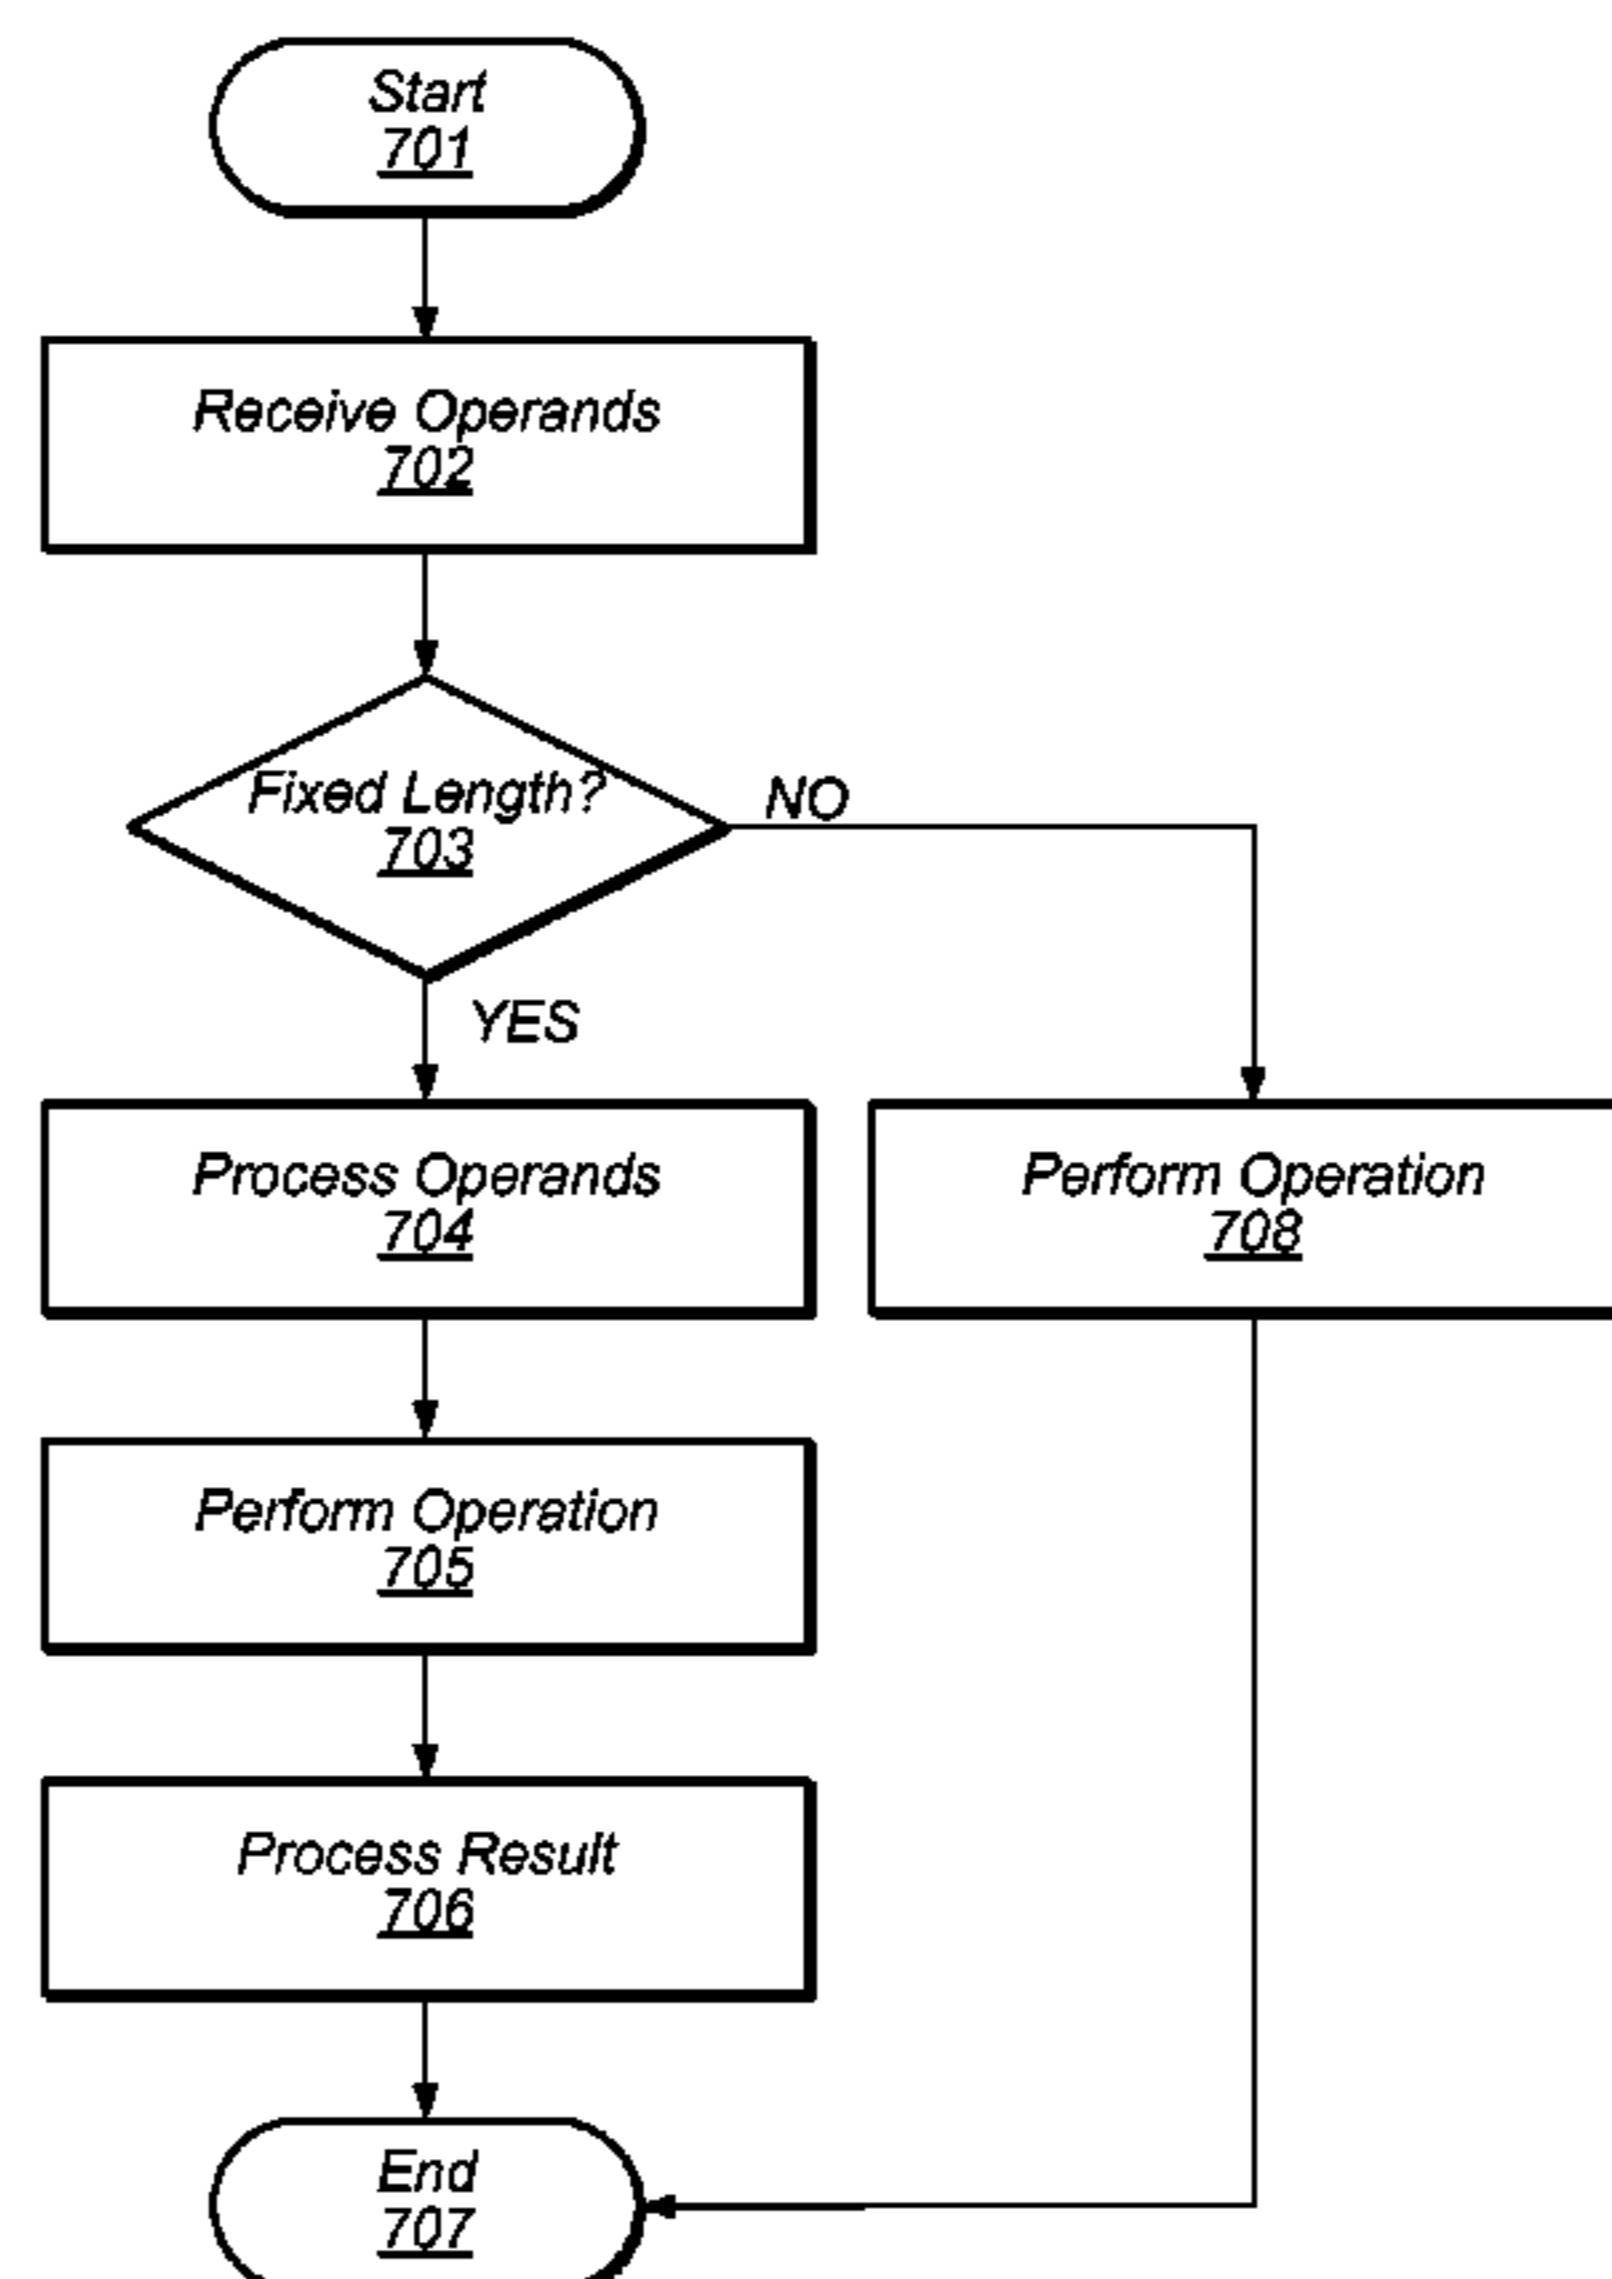 Start
701
Receive Operands
702
Fixed Length?
703
NO
YES
Process Operands
704
Perform Operation
708
Perform Operation
705
Process Result
706
End
707